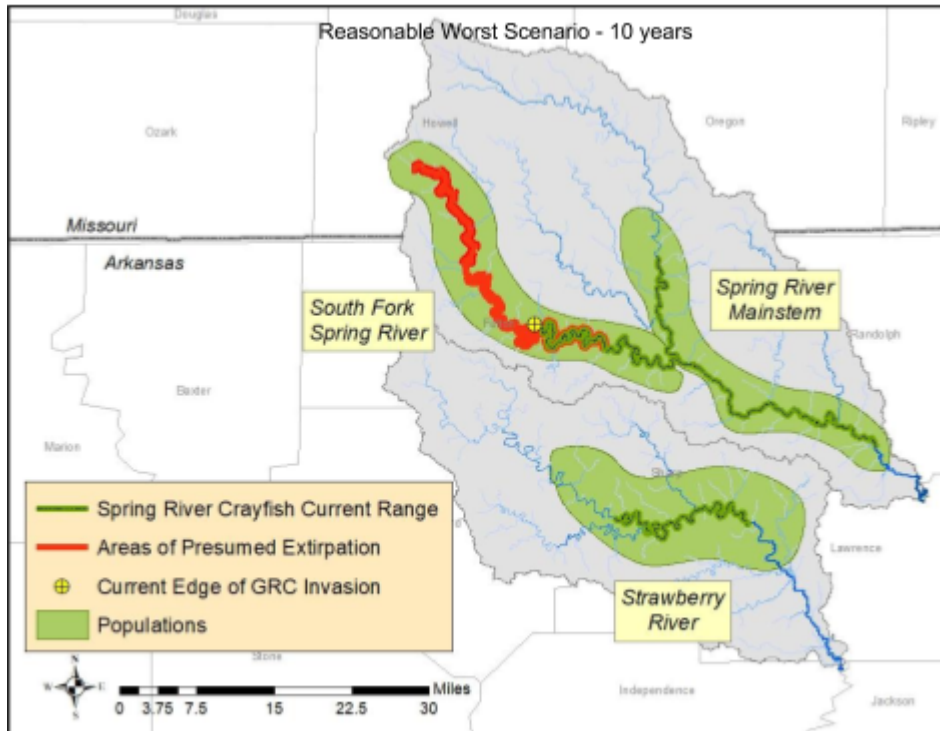 Douglas
Reasonable Worst Scenario - 10 years
Ozark
Howell
Oregon
Ripley
Missouri
Arkansas
South Fork
Spring River
Spring River
Mainstem
Randolph
Baxter
Marion
Spring River Crayfish Current Range
Areas of Presumed Extirpation
Current Edge of GRC Invasion
Populations
Lawrence
Strawberry
River
Stone
Independence
Jackson
N
W
E
S
Miles
0 3.75 7.5 15 22.5 30